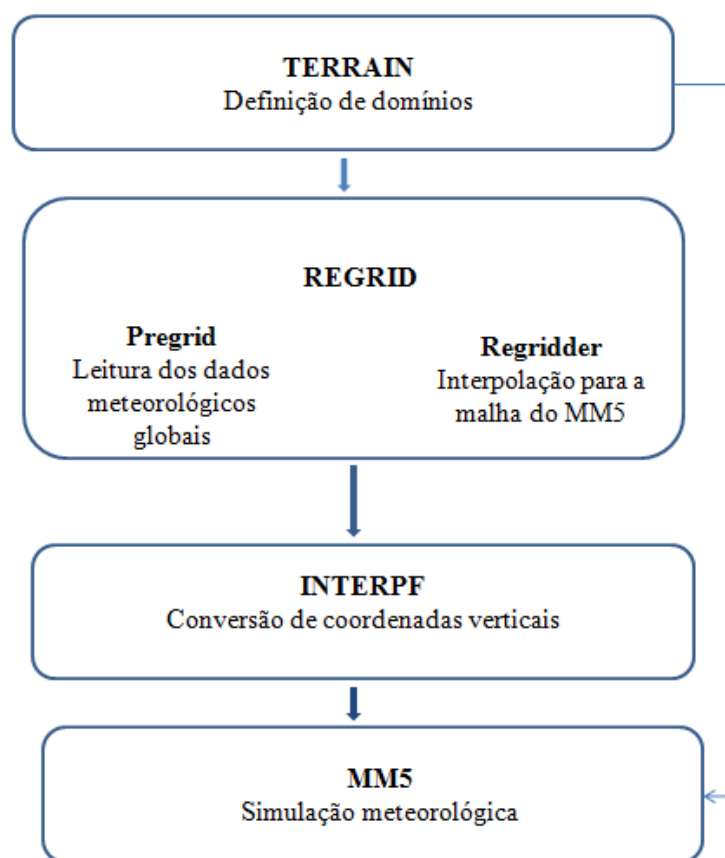 TERRAIN
Definição de domínios
REGRID
Pregrid
Leitura dos dados
meteorológicos
globais
Regridder
Interpolação para a
malha do MM5
INTERPF
Conversão de coordenadas verticais
MM5
Simulação meteorológica